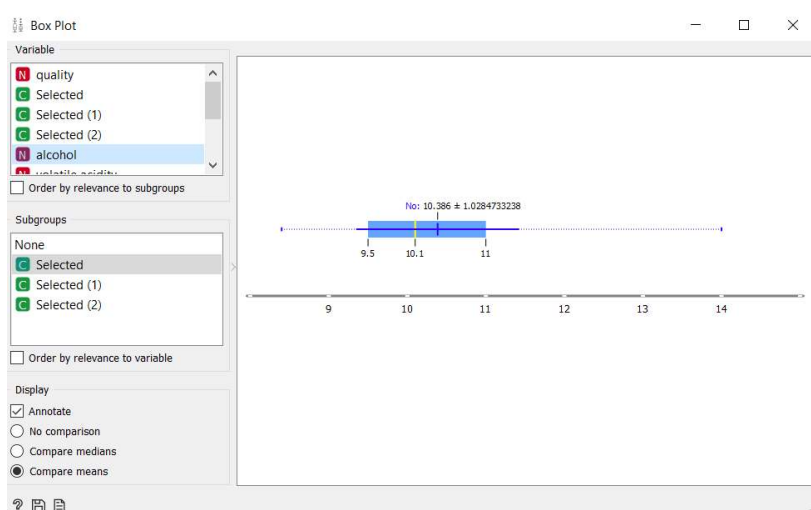 Box Plot
Variable
N quality
C Selected
C Selected (1)
C Selected (2)
N alcohol
N volatile acidity
Order by relevance to subgroups
Subgroups
None
C Selected
C Selected (1)
C Selected (2)
Order by relevance to variable
Display
Annotate
No comparison
Compare medians
Compare means
?
No: 10.386 ± 1.0284733238
9.5 10.1 11
9 10 11 12 13 14